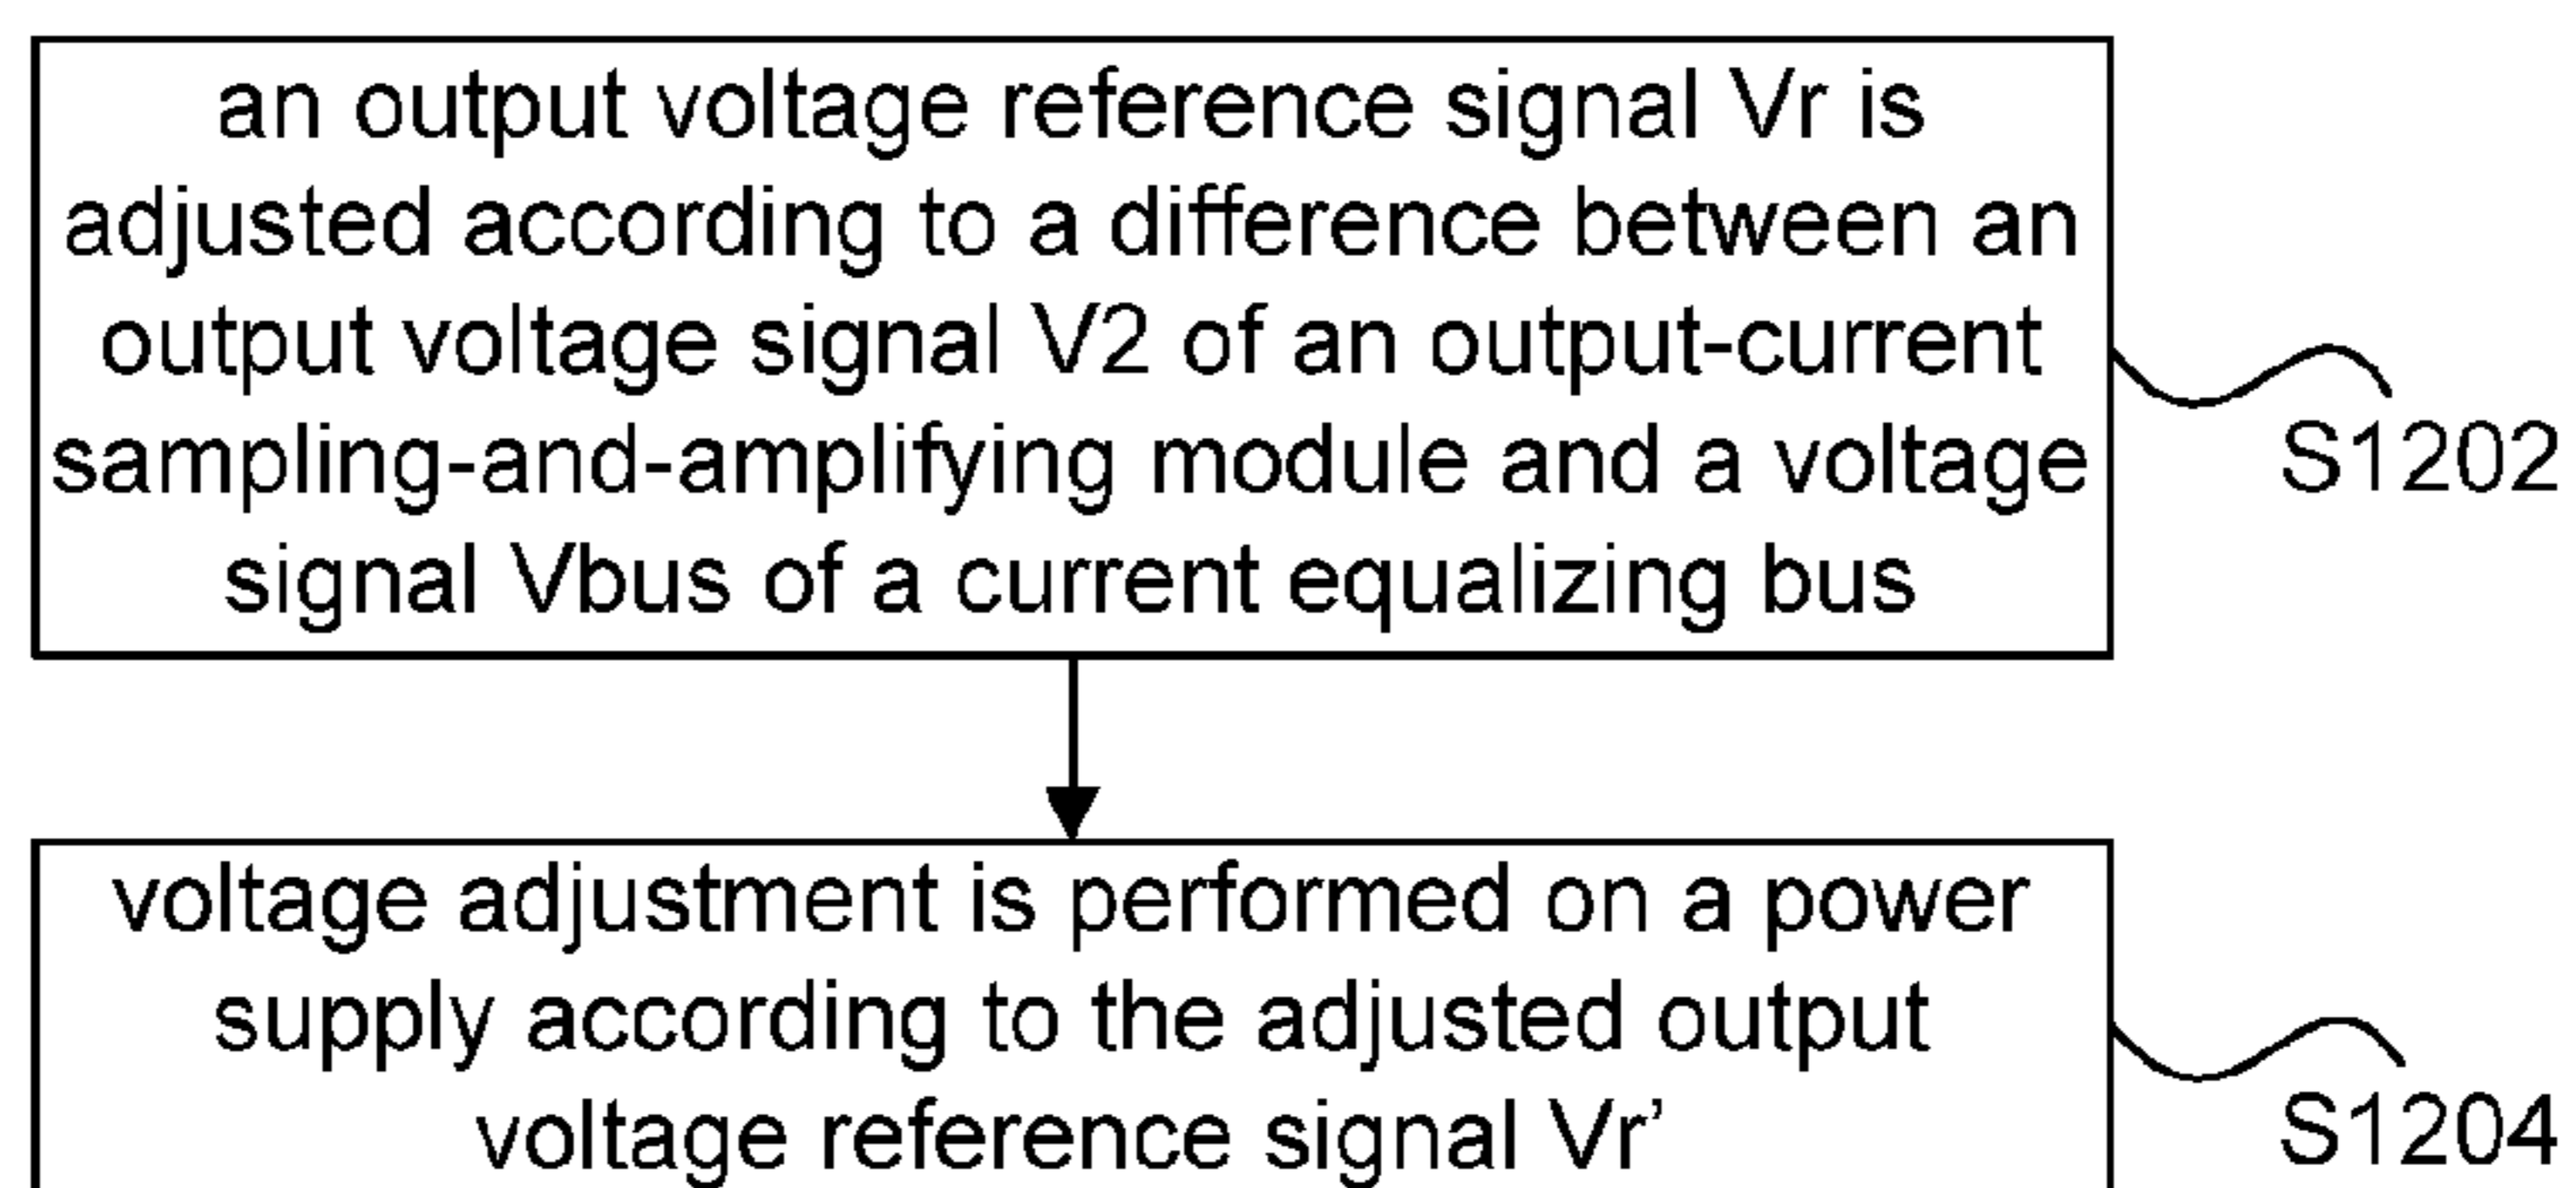 an output voltage reference signal Vr is
adjusted according to a difference between an
output voltage signal V2 of an output-current
sampling-and-amplifying module and a voltage
signal Vbus of a current equalizing bus
S1202
voltage adjustment is performed on a power
supply according to the adjusted output
voltage reference signal Vr’
S1204